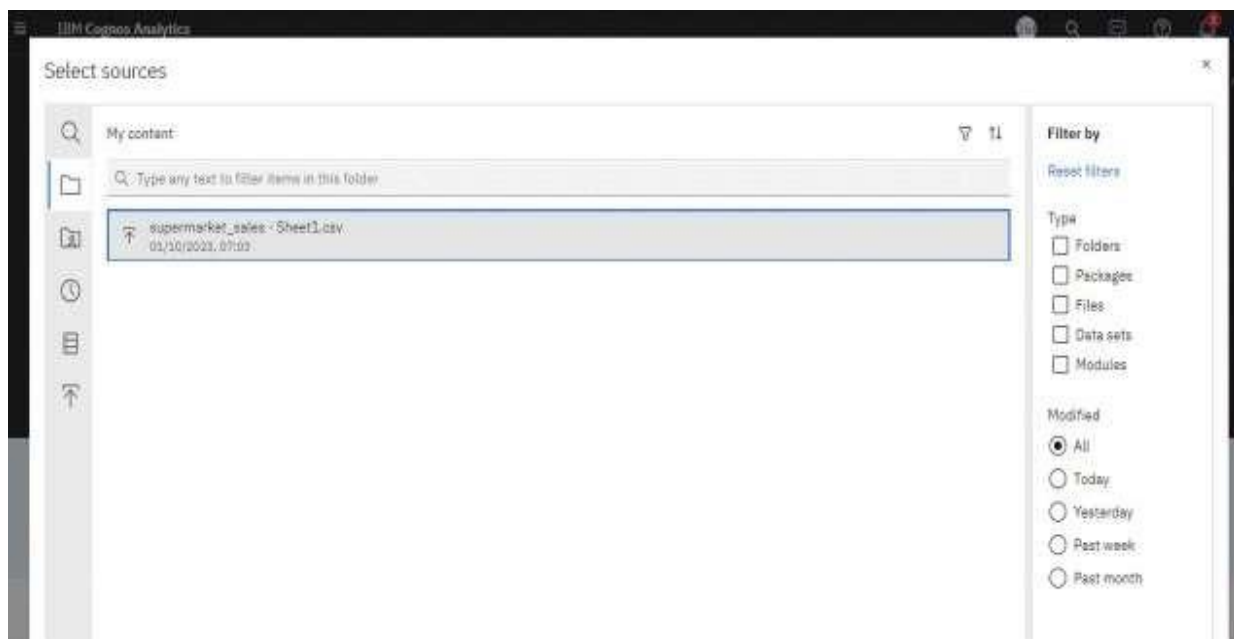 IBM Cognos Analytics
Select sources
My content
Type any text to filter items in this folder
supermarket_sales - Sheet1.csv
01/10/2023, 07:03
Filter by
Reset filters
Type
Folders
Packages
Files
Data sets
Modules
Modified
All
Today
Yesterday
Past week
Past month